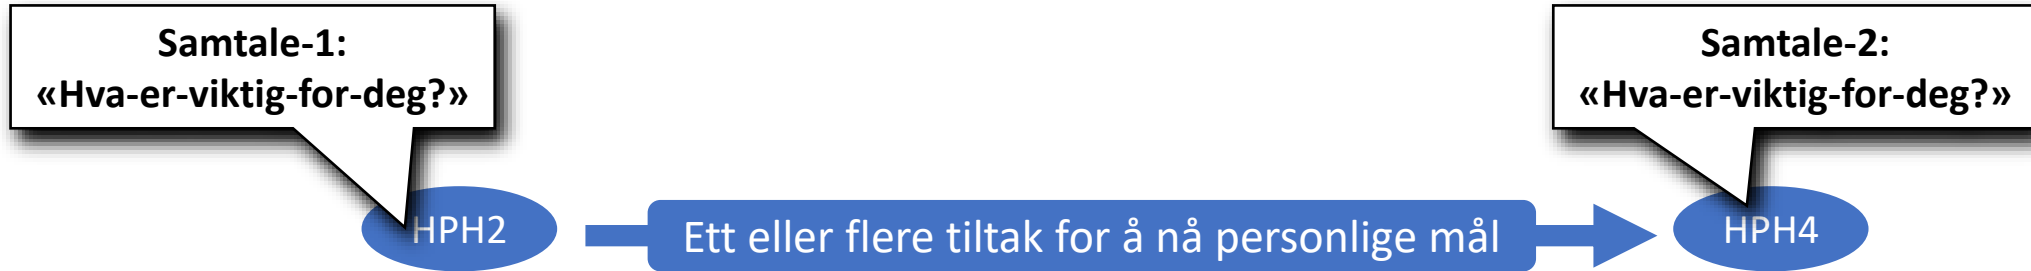 Samtale-1:
«Hva-er-viktig-for-deg?»
Samtale-2:
«Hva-er-viktig-for-deg?»
HPH2
Ett eller flere tiltak for å nå personlige mål
HPH4